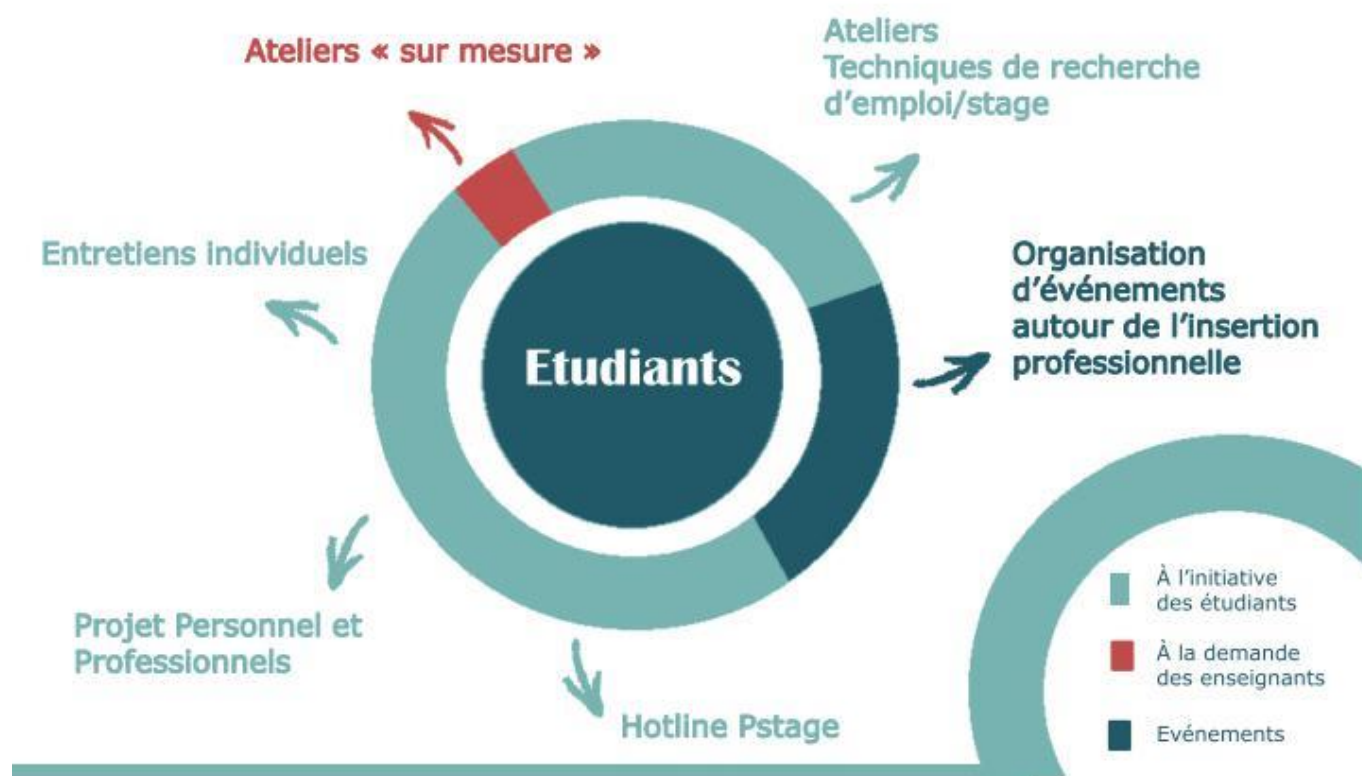 Ateliers « sur mesure »
Ateliers
Techniques de recherche
d'emploi/stage
Entretiens individuels
Organisation
d'événements
autour de l'insertion
professionnelle
Etudiants
Projet Personnel et
Professionnels
Hotline Pstage
À l'initiative
des étudiants
À la demande
des enseignants
Evénements